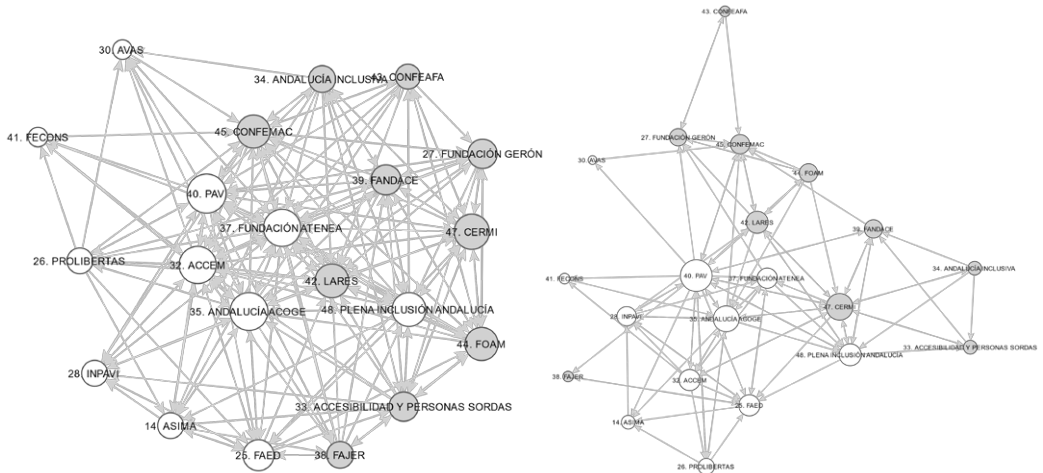 30. AVAS
34. ANDALUCÍA INCLUSIVA
43. CONFEAFA
41. FECONS
45. CONFEMAC
27. FUNDACIÓN GERÓN
39. FANDACE
40. PAV
37. FUNDACIÓN ATENEA
47. CERMI
26. PROLIBERTAS
32. ACCEM
42. LARES
35. ANDALUCÍA ACOGE
48. PLENA INCLUSIÓN ANDALUCÍA
44. FOAM
28. INPAVI
33. ACCESIBILIDAD Y PERSONAS SORDAS
14. ASIMA
25. FAED
38. FAJER
43. CONFEAFA
27. FUNDACIÓN GERÓN
45. CONFEMAC
30. AVAS
44. FOAM
42. LARES
39. FANDACE
34. ANDALUCÍA INCLUSIVA
40. PAV
37. FUNDACIÓN ATENEA
41. FECONS
47. CERMI
28. INPAVI
35. ANDALUCÍA ACOGE
33. ACCESIBILIDAD Y PERSONAS SORDAS
48. PLENA INCLUSIÓN ANDALUCÍA
38. FAJER
32. ACCEM
25. FAED
14. ASIMA
26. PROLIBERTAS